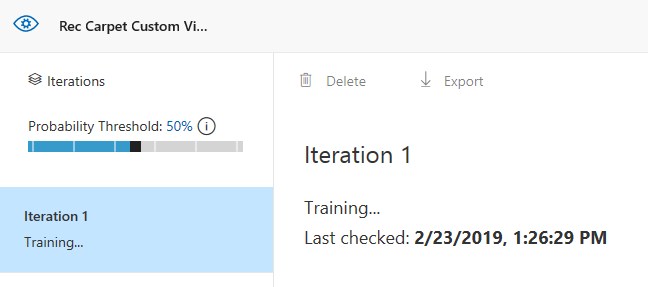 Rec Carpet Custom Vi...
Iterations
Probability Threshold: 50%
Iteration 1
Training...
Delete
Export
Iteration 1
Training...
Last checked: 2/23/2019, 1:26:29 PM